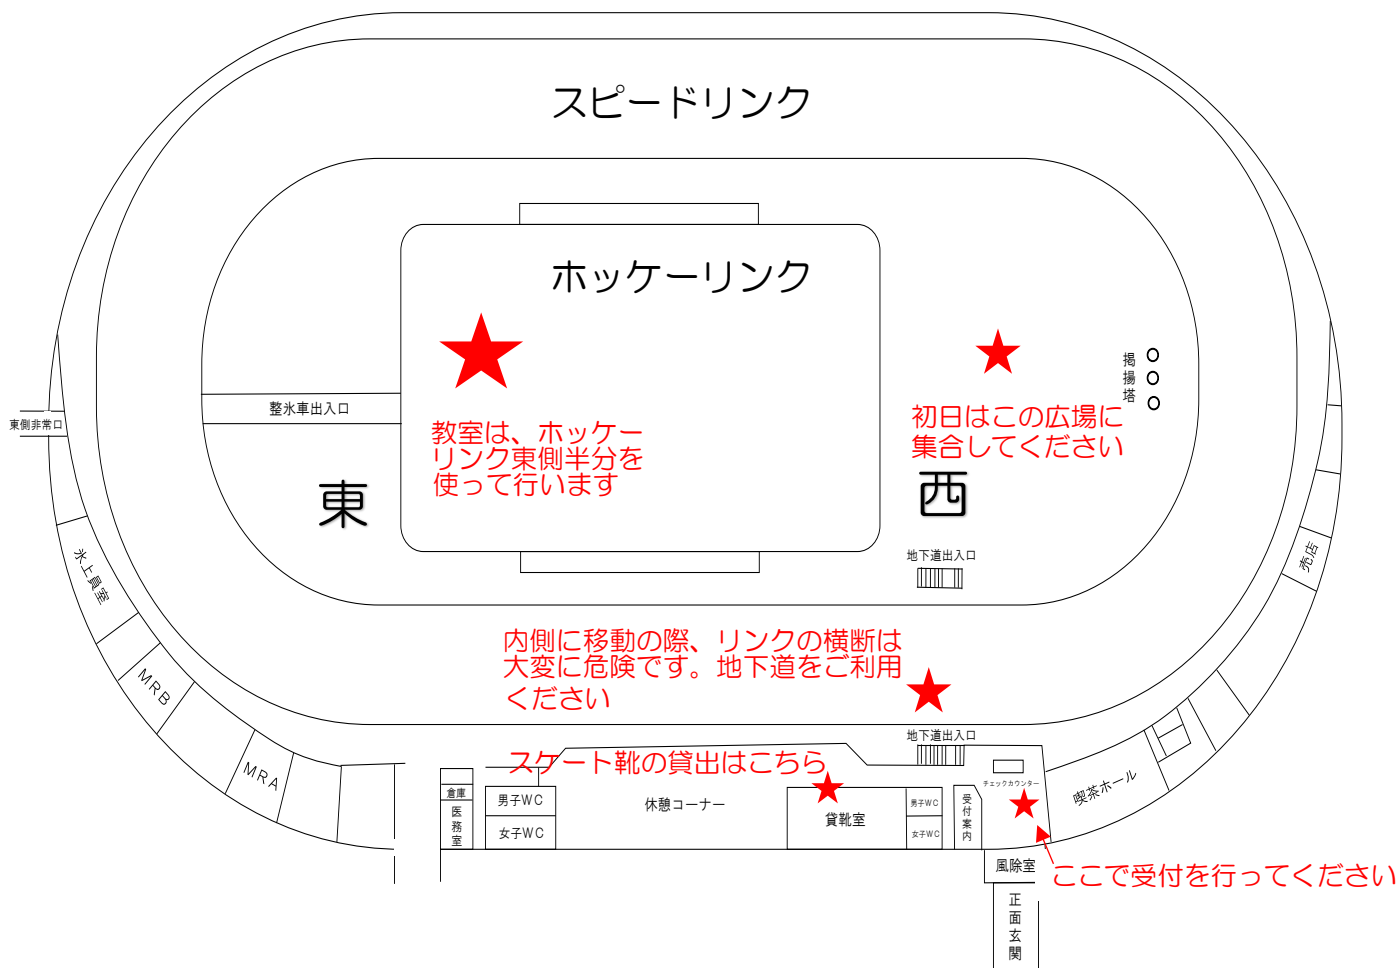 スピードリンク
ホッケーリンク
掲揚塔
整氷車出入口
東側非常口
教室は、ホッケー
リンク東側半分を
使って行います
初日はこの広場に
集合してください
東
西
地下道出入口
氷上員室
売店
内側に移動の際、リンクの横断は
大変に危険です。地下道をご利用
ください
MRB
地下道出入口
スケート靴の貸出はこちら
MRA
チェックカウンター
喫茶ホール
倉庫
男子WC
休憩コーナー
男子WC
受付案内
医務室
女子WC
貸靴室
女子WC
風除室
ここで受付を行ってください
正面玄関